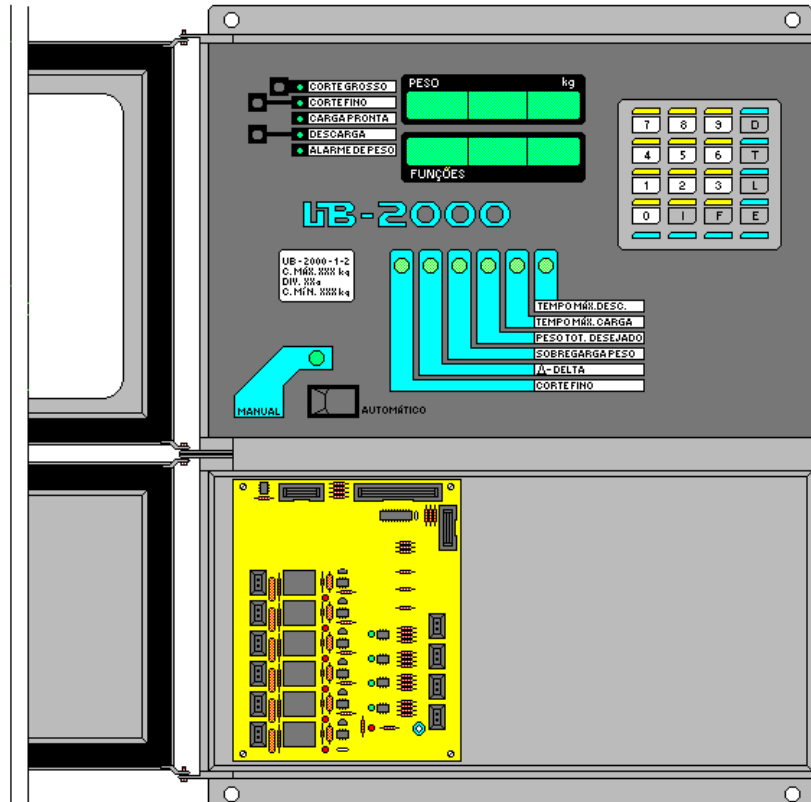 CORTE GROSSO
CORTE FINO
CARGA PRONTA
DESCARGA
ALARME DE PESO
PESO kg
FUNÇÕES
7 8 9 D
4 5 6 T
1 2 3 L
0 I F E
UB-2000
UB-2000-1-2
C. MÁX. XXX kg
DIV. XXg
C. MÍN. XXX kg
TEMPO MÁX. DESC.
TEMPO MÁX. CARGA
PESO TOT. DESEJADO
SOBREGARGA PESO
Δ-DELTA
CORTE FINO
MANUAL
AUTOMÁTICO